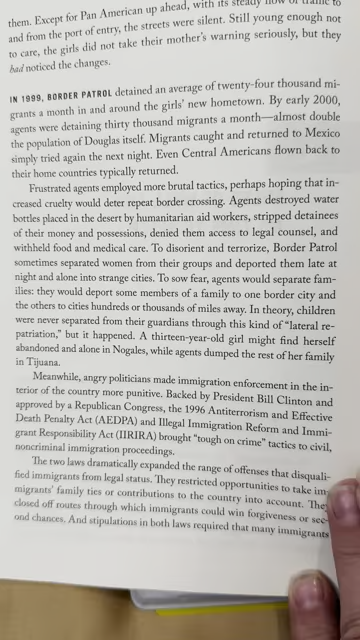 them. Except for Pan American up ahead, with its steady flow of traffic to
and from the port of entry, the streets were silent. Still young enough not
to care, the girls did not take their mother's warning seriously, but they
had noticed the changes.
IN 1999, BORDER PATROL detained an average of twenty-four thousand mi-
grants a month in and around the girls' new hometown. By early 2000,
agents were detaining thirty thousand migrants a month—almost double
the population of Douglas itself. Migrants caught and returned to Mexico
simply tried again the next night. Even Central Americans flown back to
their home countries typically returned.
Frustrated agents employed more brutal tactics, perhaps hoping that in-
creased cruelty would deter repeat border crossing. Agents destroyed water
bottles placed in the desert by humanitarian aid workers, stripped detainees
of their money and possessions, denied them access to legal counsel, and
withheld food and medical care. To disorient and terrorize, Border Patrol
sometimes separated women from their groups and deported them late at
night and alone into strange cities. To sow fear, agents would separate fam-
ilies: they would deport some members of a family to one border city and
the others to cities hundreds or thousands of miles away. In theory, children
were never separated from their guardians through this kind of "lateral re-
patriation," but it happened. A thirteen-year-old girl might find herself
abandoned and alone in Nogales, while agents dumped the rest of her family
in Tijuana.
Meanwhile, angry politicians made immigration enforcement in the in-
terior of the country more punitive. Backed by President Bill Clinton and
approved by a Republican Congress, the 1996 Antiterrorism and Effective
Death Penalty Act (AEDPA) and Illegal Immigration Reform and Immi-
grant Responsibility Act (IIRIRA) brought "tough on crime" tactics to civil,
noncriminal immigration proceedings.
The two laws dramatically expanded the range of offenses that disquali-
fied immigrants from legal status. They restricted opportunities to take im-
migrants' family ties or contributions to the country into account. They
closed off routes through which immigrants could win forgiveness or sec-
ond chances. And stipulations in both laws required that many immigrants